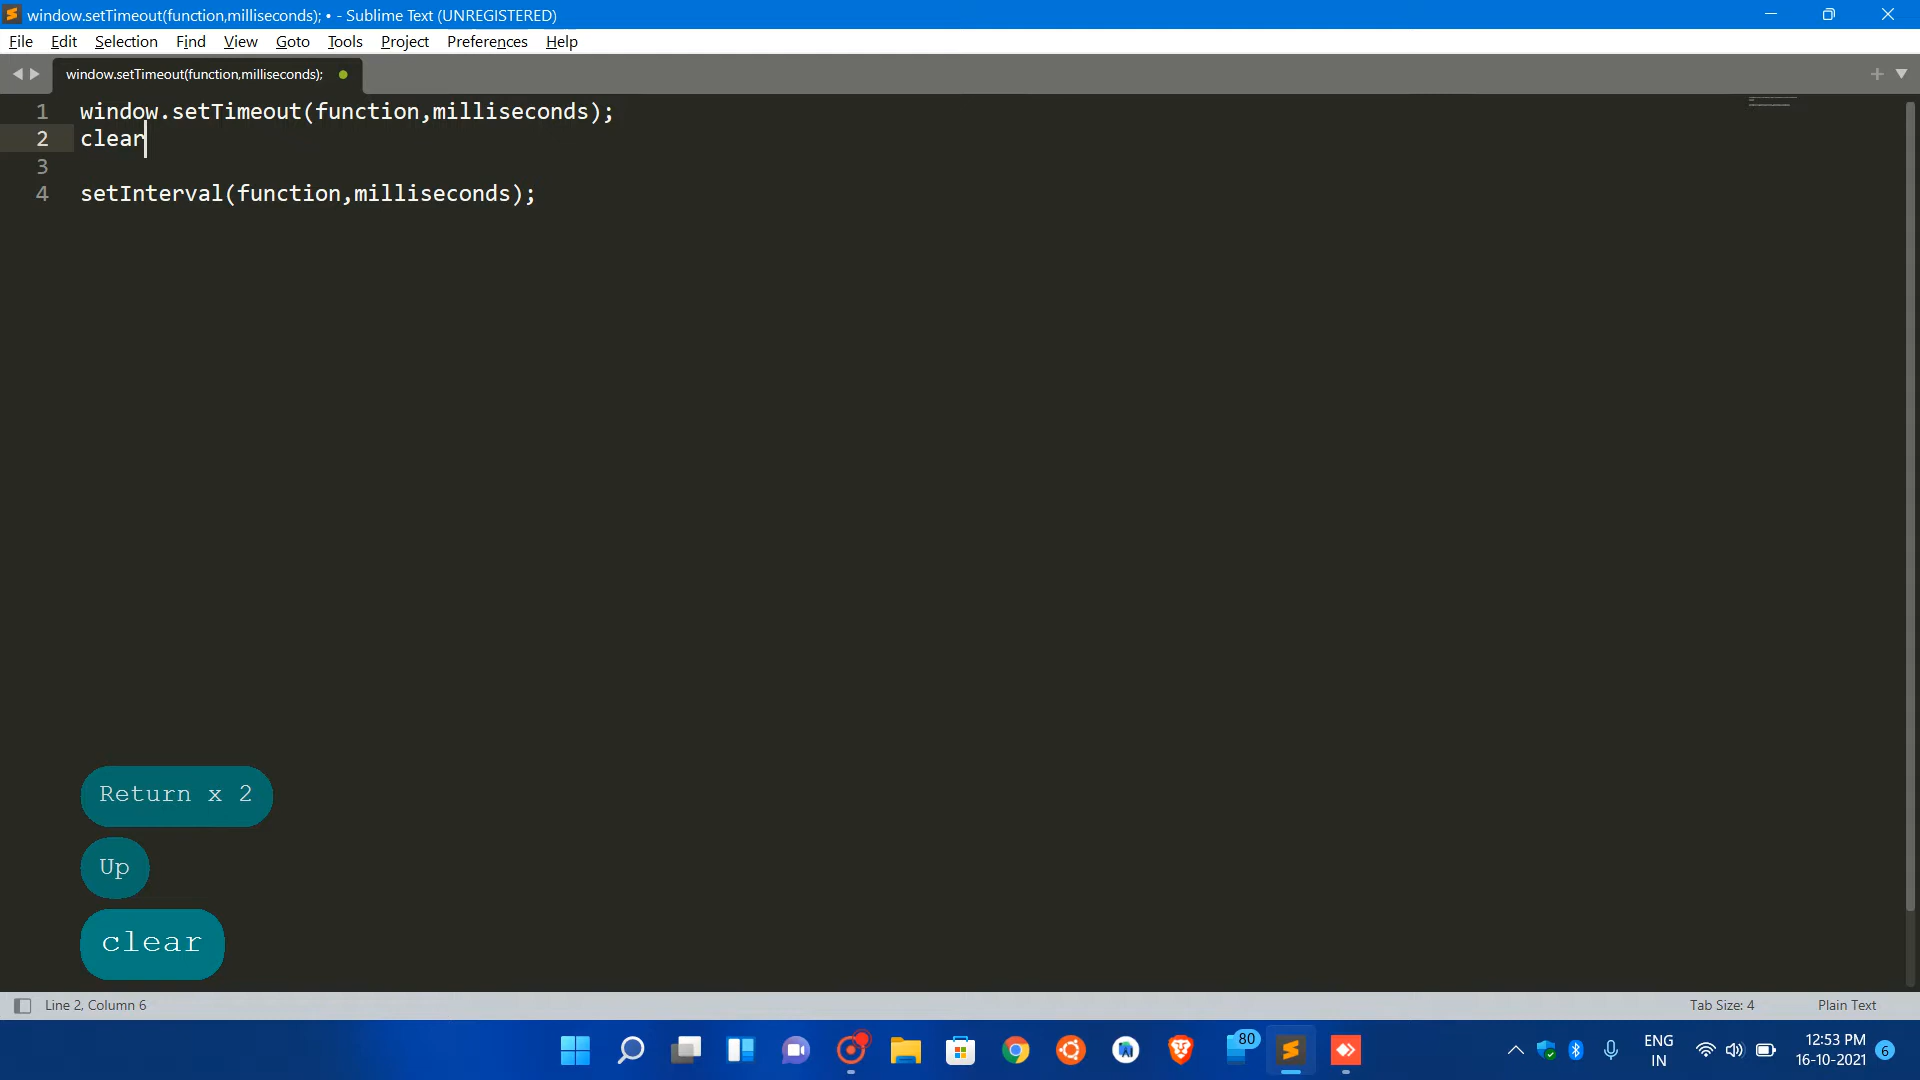 window.setTimeout(function,milliseconds); • - Sublime Text (UNREGISTERED)
File Edit Selection Find View Goto Tools Project Preferences Help
window.setTimeout(function,milliseconds);
1 window.setTimeout(function,milliseconds);
2 clear
3
4 setInterval(function,milliseconds);
Return x 2
Up
clear
Line 2, Column 6
Tab Size: 4
Plain Text
80
ENG
IN
12:53 PM
16-10-2021
6